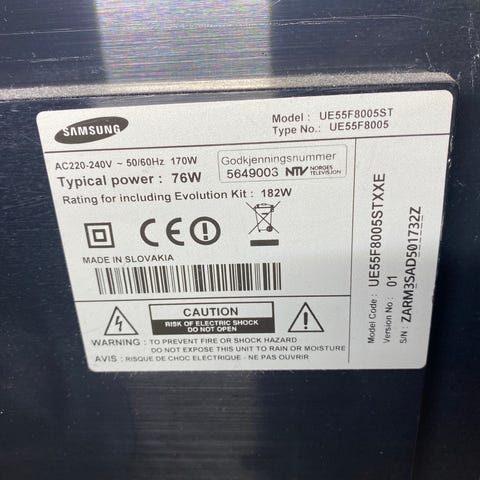 SAMSUNG
Model : UE55F8005ST
Type No.: UE55F8005
AC220-240V ~ 50/60Hz 170W
Typical power : 76W
Godkjenningsnummer
5649003 NTV NORGES TELEVISJON
Rating for including Evolution Kit : 182W
CE
MADE IN SLOVAKIA
CAUTION
RISK OF ELECTRIC SHOCK
DO NOT OPEN
WARNING : TO PREVENT FIRE OR SHOCK HAZARD
DO NOT EXPOSE THIS UNIT TO RAIN OR MOISTURE
AVIS : RISQUE DE CHOC ELECTRIQUE - NE PAS OUVRIR
Model Code : UE55F8005STXXE
Version No : 01
S/N : ZARM3SAD501732Z